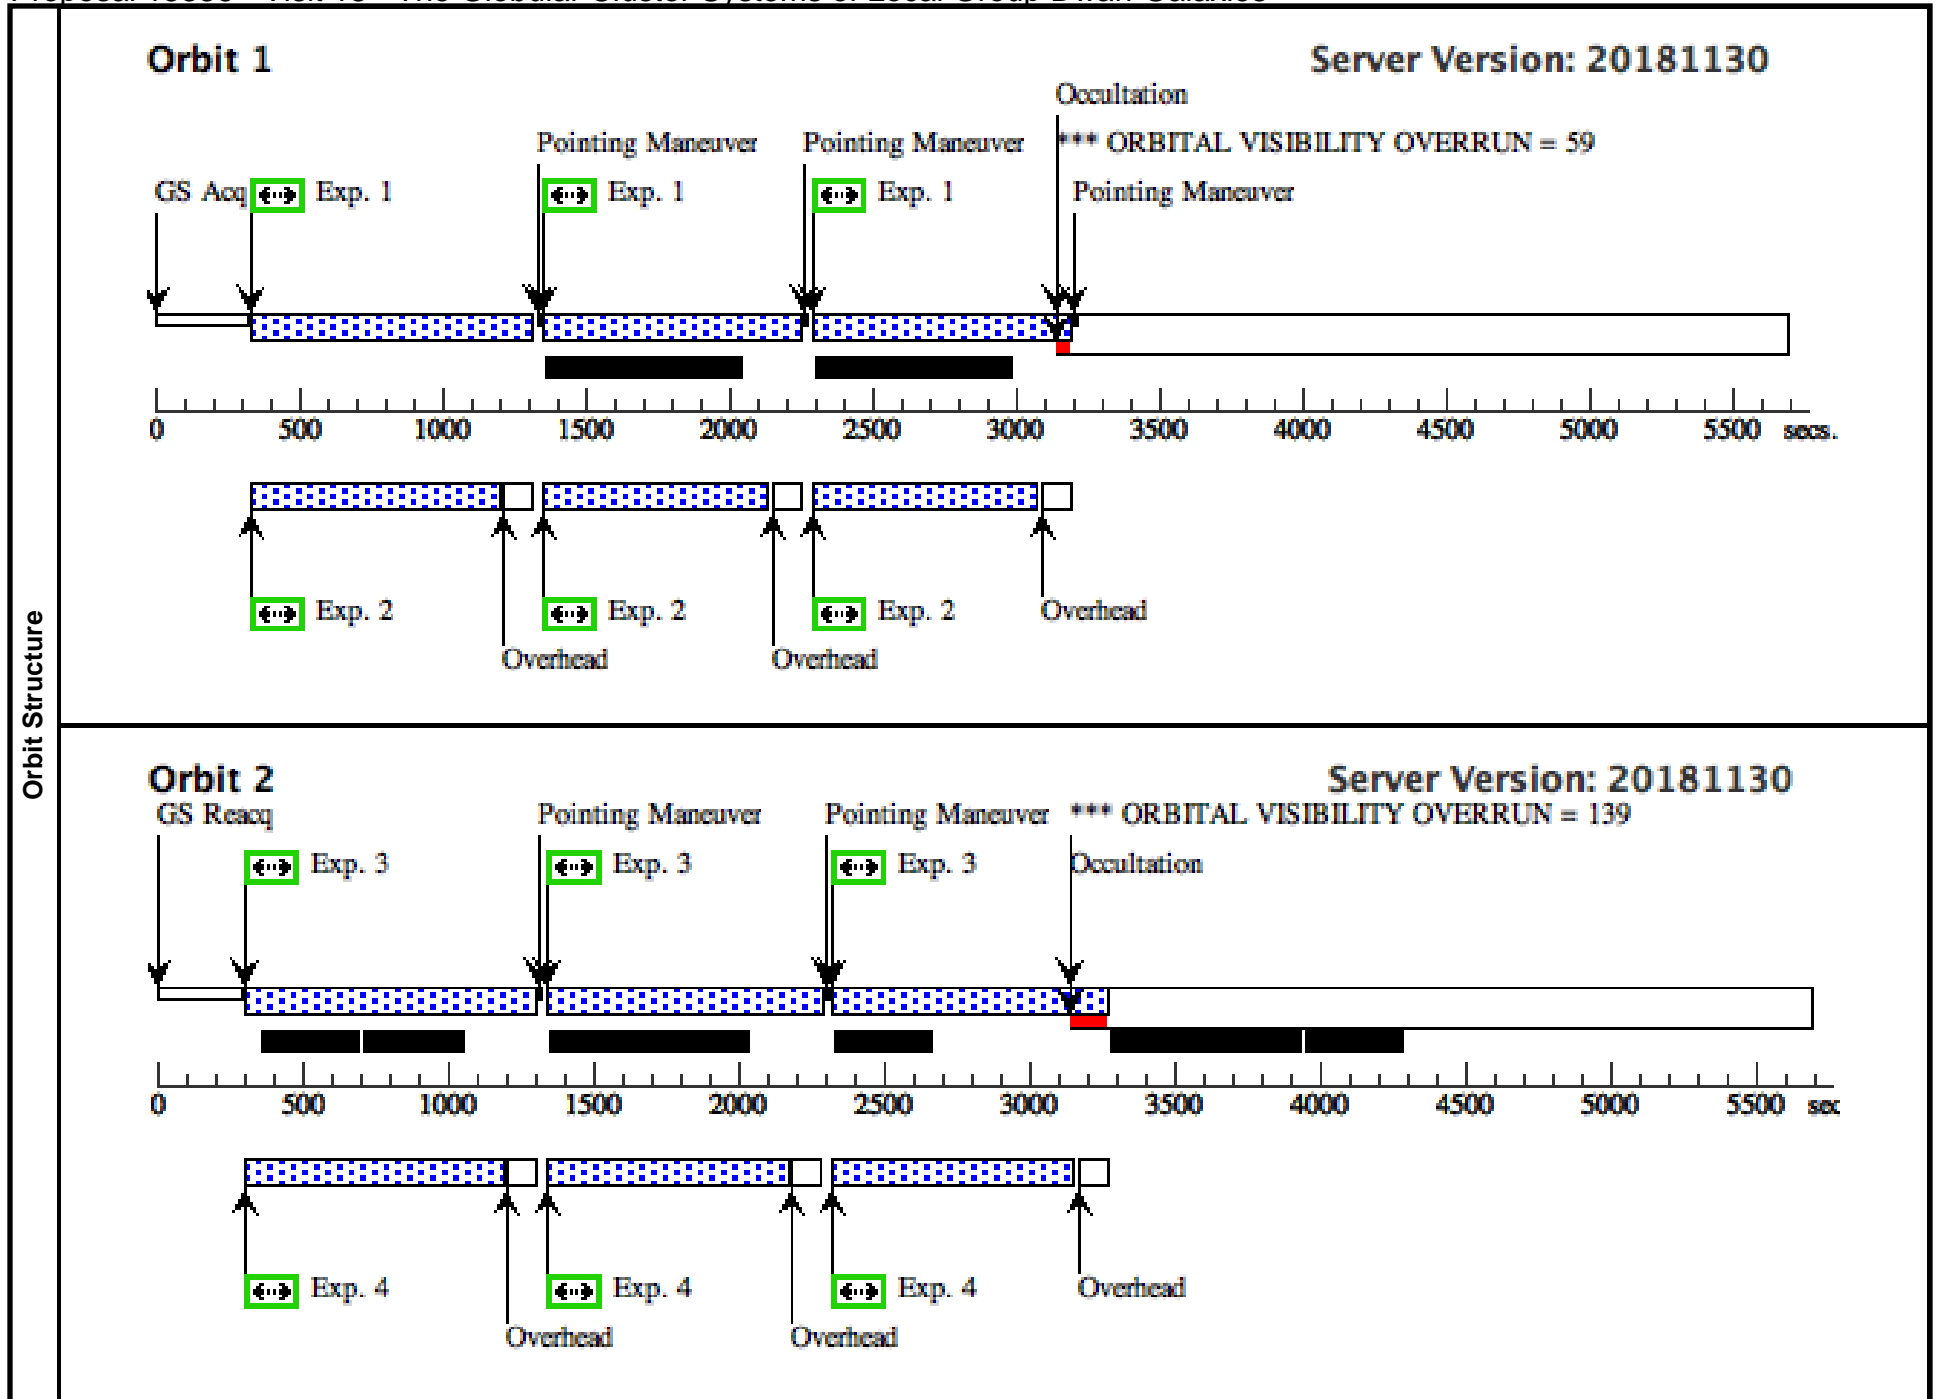 Orbit 1
Server Version: 20181130
Occultation
Pointing Maneuver Pointing Maneuver *** ORBITAL VISIBILITY OVERRUN = 59
GS Acq Exp. 1 Exp. 1 Exp. 1 Pointing Maneuver
0 500 1000 1500 2000 2500 3000 3500 4000 4500 5000 5500 secs.
Exp. 2 Exp. 2 Exp. 2 Overhead
Overhead Overhead
Orbit Structure
Orbit 2
Server Version: 20181130
GS Reacq Pointing Maneuver Pointing Maneuver *** ORBITAL VISIBILITY OVERRUN = 139
Exp. 3 Exp. 3 Exp. 3 Occultation
0 500 1000 1500 2000 2500 3000 3500 4000 4500 5000 5500 sec
Exp. 4 Exp. 4 Exp. 4 Overhead
Overhead Overhead